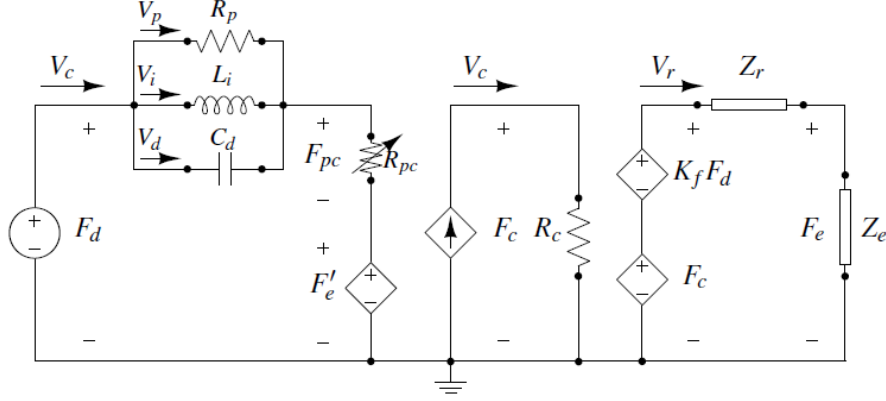 V_p R_p
V_c V_i L_i V_c V_r Z_r
V_d C_d
+ + + + +
F_pc R_pc
− K_f F_d
+ − F_d + F_c R_c F_e Z_e
F'_e F_c
− − − − −